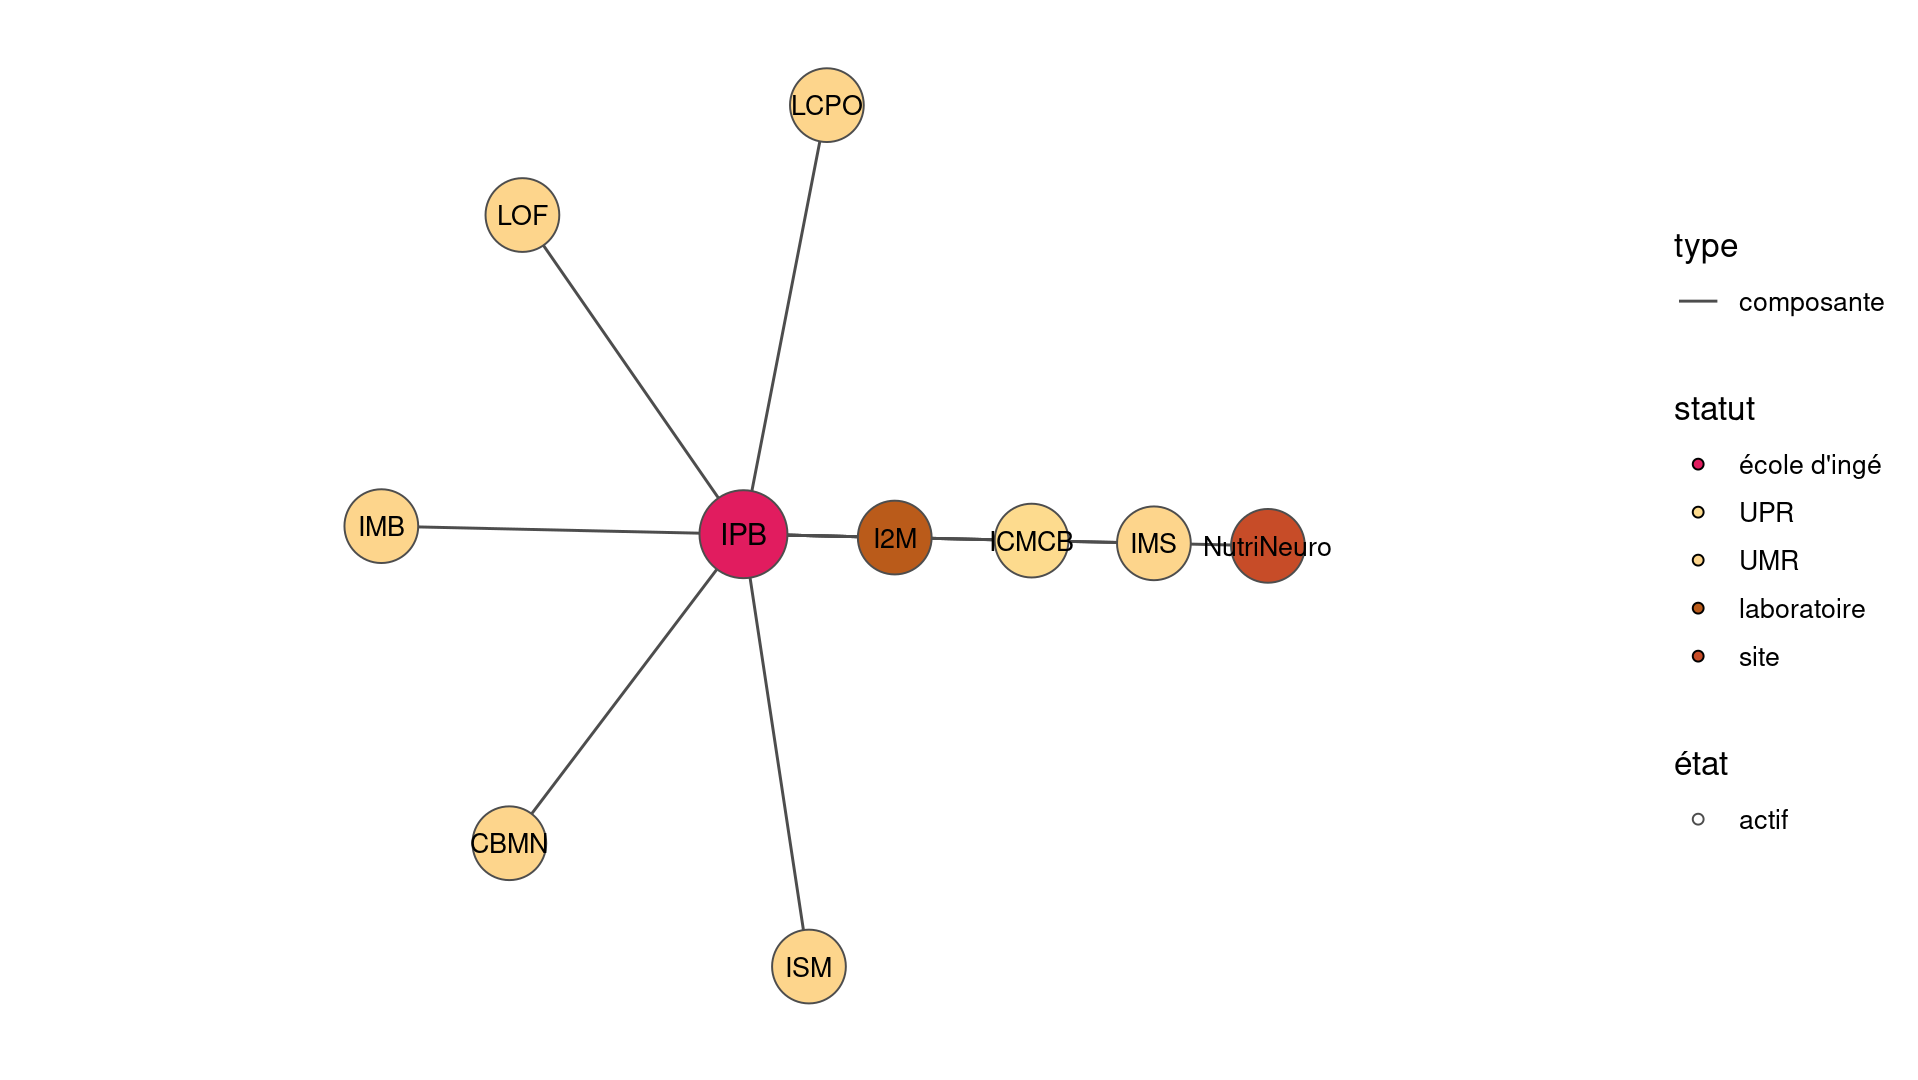 LCPO
LOF
IMB
IPB
I2M
ICMCB
IMS
NutriNeuro
CBMN
ISM
type
composante
statut
école d'ingé
UPR
UMR
laboratoire
site
état
actif